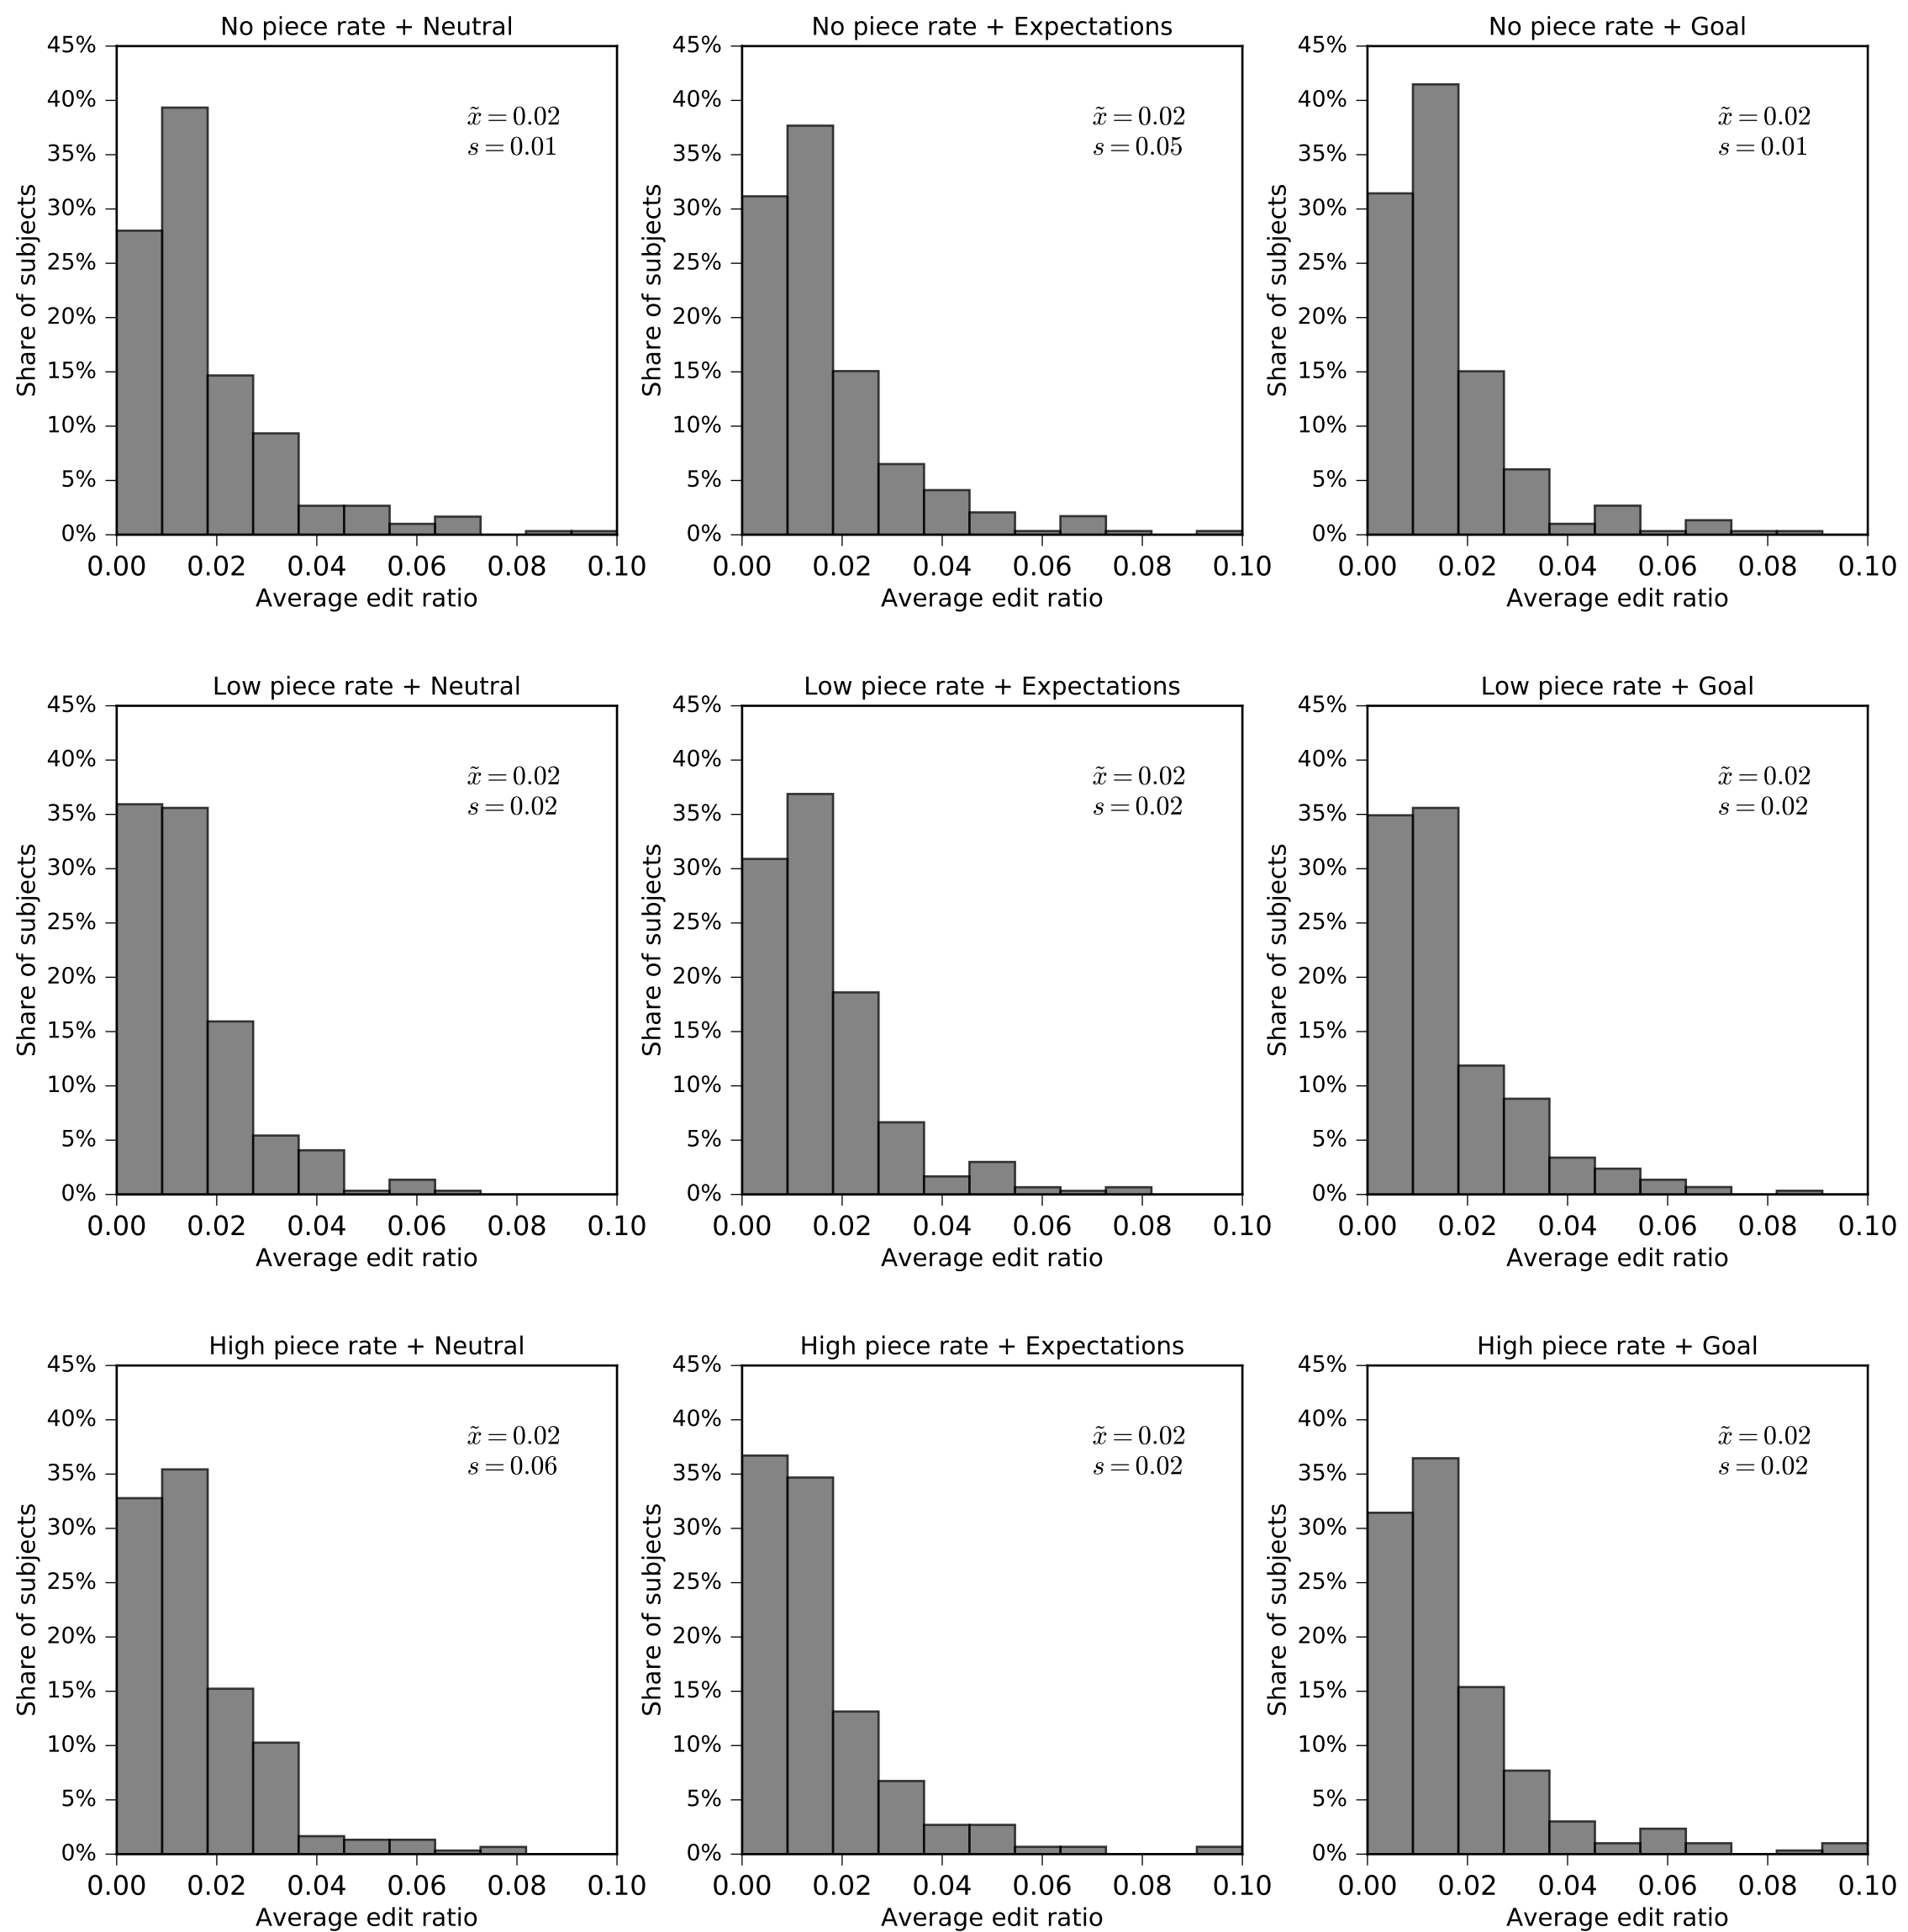 No piece rate + Neutral
45%
40%
35%
30%
25%
20%
15%
10%
5%
0%
Share of subjects
x̃ = 0.02
s = 0.01
0.00 0.02 0.04 0.06 0.08 0.10
Average edit ratio
No piece rate + Expectations
45%
40%
35%
30%
25%
20%
15%
10%
5%
0%
Share of subjects
x̃ = 0.02
s = 0.05
0.00 0.02 0.04 0.06 0.08 0.10
Average edit ratio
No piece rate + Goal
45%
40%
35%
30%
25%
20%
15%
10%
5%
0%
Share of subjects
x̃ = 0.02
s = 0.01
0.00 0.02 0.04 0.06 0.08 0.10
Average edit ratio
Low piece rate + Neutral
45%
40%
35%
30%
25%
20%
15%
10%
5%
0%
Share of subjects
x̃ = 0.02
s = 0.02
0.00 0.02 0.04 0.06 0.08 0.10
Average edit ratio
Low piece rate + Expectations
45%
40%
35%
30%
25%
20%
15%
10%
5%
0%
Share of subjects
x̃ = 0.02
s = 0.02
0.00 0.02 0.04 0.06 0.08 0.10
Average edit ratio
Low piece rate + Goal
45%
40%
35%
30%
25%
20%
15%
10%
5%
0%
Share of subjects
x̃ = 0.02
s = 0.02
0.00 0.02 0.04 0.06 0.08 0.10
Average edit ratio
High piece rate + Neutral
45%
40%
35%
30%
25%
20%
15%
10%
5%
0%
Share of subjects
x̃ = 0.02
s = 0.06
0.00 0.02 0.04 0.06 0.08 0.10
Average edit ratio
High piece rate + Expectations
45%
40%
35%
30%
25%
20%
15%
10%
5%
0%
Share of subjects
x̃ = 0.02
s = 0.02
0.00 0.02 0.04 0.06 0.08 0.10
Average edit ratio
High piece rate + Goal
45%
40%
35%
30%
25%
20%
15%
10%
5%
0%
Share of subjects
x̃ = 0.02
s = 0.02
0.00 0.02 0.04 0.06 0.08 0.10
Average edit ratio